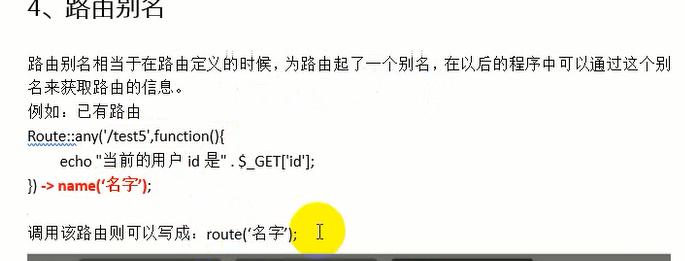 4、路由别名
路由别名相当于在路由定义的时候，为路由起了一个别名，在以后的程序中可以通过这个别
名来获取路由的信息。
例如：已有路由
Route::any('/test5',function(){
echo "当前的用户 id 是" . $_GET['id'];
}) -> name(‘名字’);
调用该路由则可以写成：route(‘名字’);